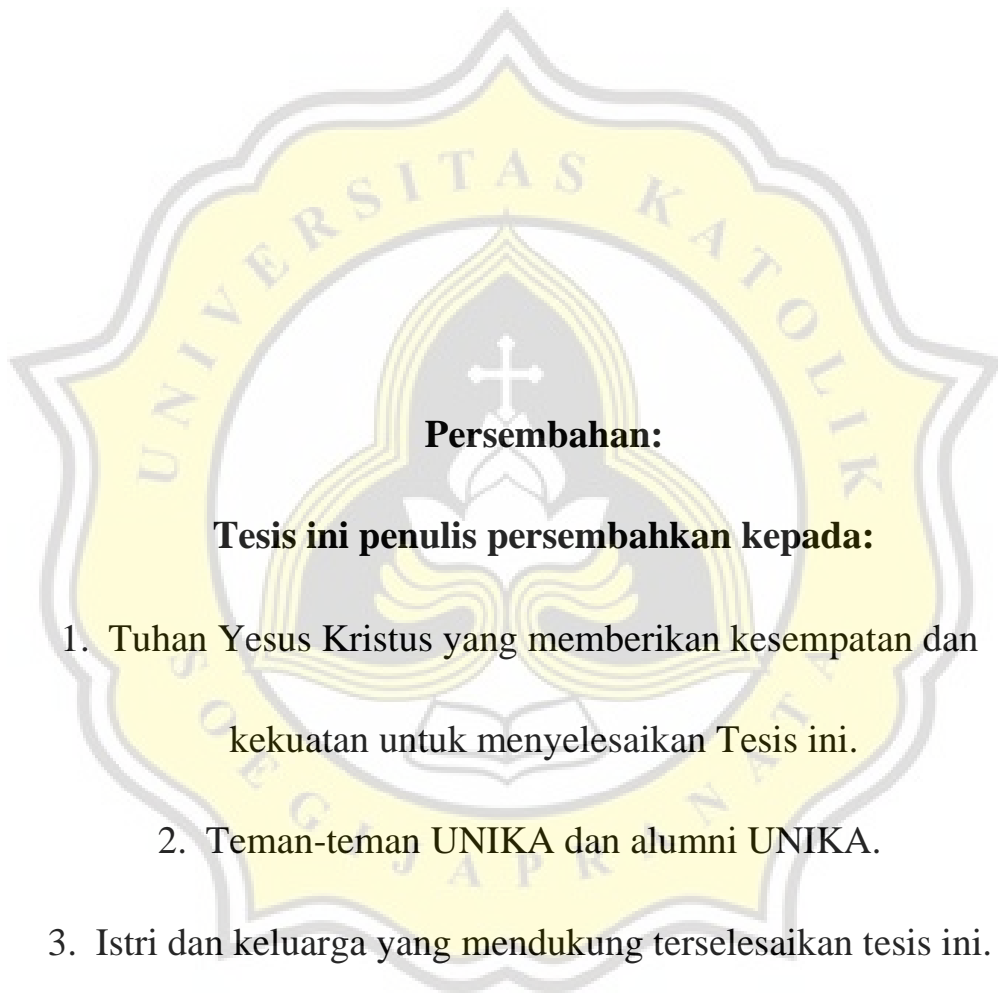 UNIVERSITAS KATOLIK
SOEGIJAPRANATA
Persembahan:
Tesis ini penulis persembahkan kepada:
1. Tuhan Yesus Kristus yang memberikan kesempatan dan
kekuatan untuk menyelesaikan Tesis ini.
2. Teman-teman UNIKA dan alumni UNIKA.
3. Istri dan keluarga yang mendukung terselesaikan tesis ini.